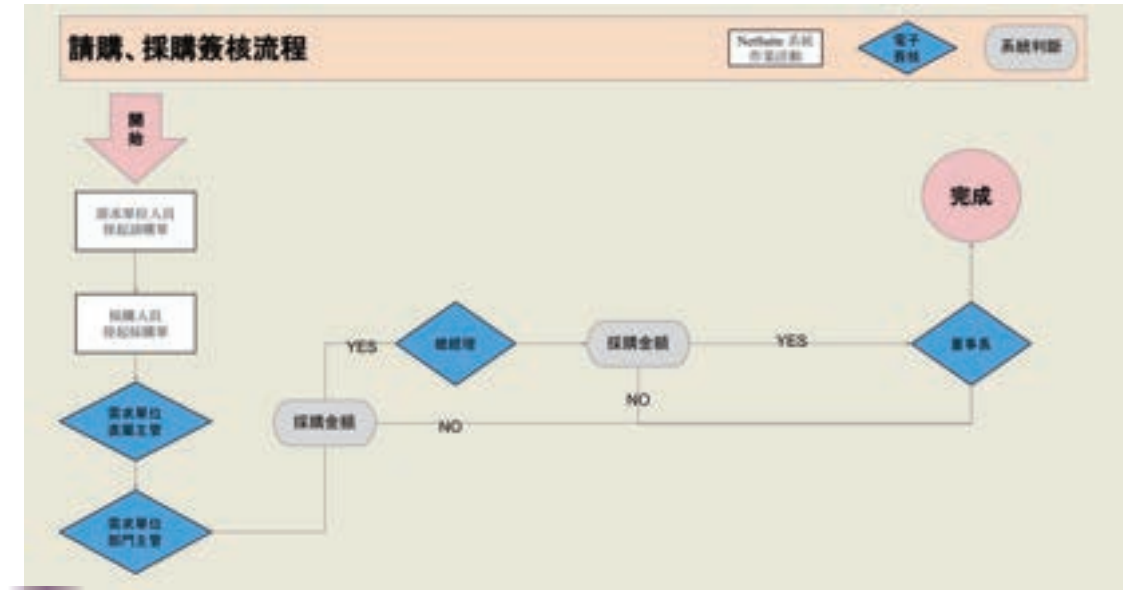 請購、採購簽核流程
NetSuite 系統
作業活動
電子
簽核
系統判斷
開
始
需求單位人員
發起請購單
採購人員
發起採購單
需求單位
直屬主管
需求單位
部門主管
採購金額
YES
NO
總經理
採購金額
YES
NO
董事長
完成